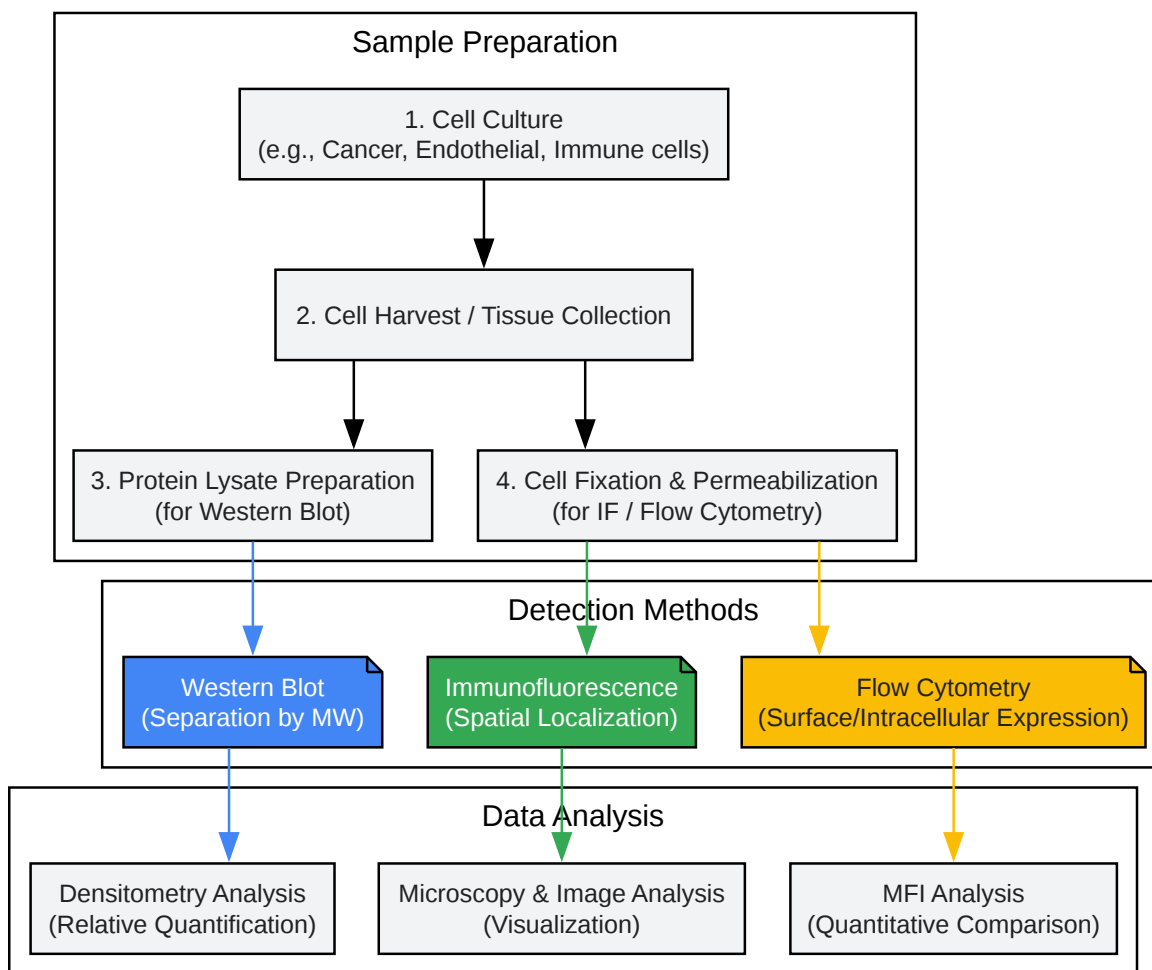 Sample Preparation
1. Cell Culture
(e.g., Cancer, Endothelial, Immune cells)
2. Cell Harvest / Tissue Collection
3. Protein Lysate Preparation
(for Western Blot)
4. Cell Fixation & Permeabilization
(for IF / Flow Cytometry)
Detection Methods
Western Blot
(Separation by MW)
Immunofluorescence
(Spatial Localization)
Flow Cytometry
(Surface/Intracellular Expression)
Data Analysis
Densitometry Analysis
(Relative Quantification)
Microscopy & Image Analysis
(Visualization)
MFI Analysis
(Quantitative Comparison)